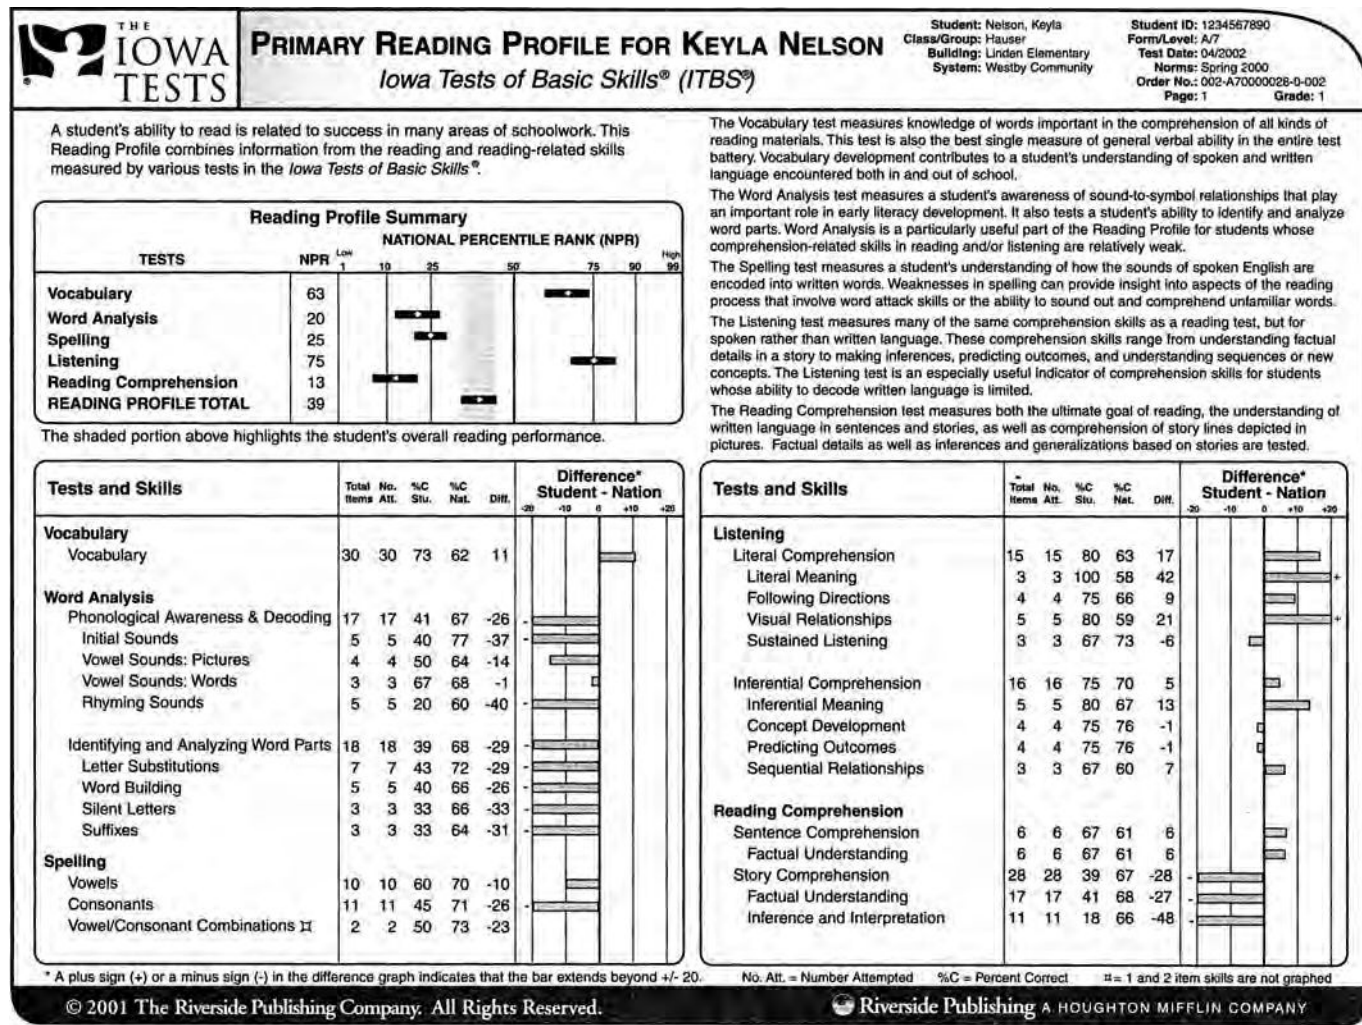 THE
IOWA
TESTS
®
PRIMARY READING PROFILE FOR KEYLA NELSON
Iowa Tests of Basic Skills® (ITBS®)
Student: Nelson, Keyla
Class/Group: Hauser
Building: Linden Elementary
System: Westby Community
Student ID: 1234567890
Form/Level: A/7
Test Date: 04/2002
Norms: Spring 2000
Order No.: 002-A70000028-0-002
Page: 1 Grade: 1
A student's ability to read is related to success in many areas of schoolwork. This
Reading Profile combines information from the reading and reading-related skills
measured by various tests in the Iowa Tests of Basic Skills®.
Reading Profile Summary
NATIONAL PERCENTILE RANK (NPR)
TESTS NPR Low 1 10 25 50 75 90 High 99
Vocabulary 63
Word Analysis 20
Spelling 25
Listening 75
Reading Comprehension 13
READING PROFILE TOTAL 39
The shaded portion above highlights the student's overall reading performance.
The Vocabulary test measures knowledge of words important in the comprehension of all kinds of
reading materials. This test is also the best single measure of general verbal ability in the entire test
battery. Vocabulary development contributes to a student's understanding of spoken and written
language encountered both in and out of school.
The Word Analysis test measures a student's awareness of sound-to-symbol relationships that play
an important role in early literacy development. It also tests a student's ability to identify and analyze
word parts. Word Analysis is a particularly useful part of the Reading Profile for students whose
comprehension-related skills in reading and/or listening are relatively weak.
The Spelling test measures a student's understanding of how the sounds of spoken English are
encoded into written words. Weaknesses in spelling can provide insight into aspects of the reading
process that involve word attack skills or the ability to sound out and comprehend unfamiliar words.
The Listening test measures many of the same comprehension skills as a reading test, but for
spoken rather than written language. These comprehension skills range from understanding factual
details in a story to making inferences, predicting outcomes, and understanding sequences or new
concepts. The Listening test is an especially useful indicator of comprehension skills for students
whose ability to decode written language is limited.
The Reading Comprehension test measures both the ultimate goal of reading, the understanding of
written language in sentences and stories, as well as comprehension of story lines depicted in
pictures. Factual details as well as inferences and generalizations based on stories are tested.
Tests and Skills Total Items No. Att. %C Stu. %C Nat. Diff. Difference* Student - Nation
-20 -10 0 +10 +20
Vocabulary
Vocabulary 30 30 73 62 11
Word Analysis
Phonological Awareness & Decoding 17 17 41 67 -26 -
Initial Sounds 5 5 40 77 -37 -
Vowel Sounds: Pictures 4 4 50 64 -14
Vowel Sounds: Words 3 3 67 68 -1
Rhyming Sounds 5 5 20 60 -40 -
Identifying and Analyzing Word Parts 18 18 39 68 -29 -
Letter Substitutions 7 7 43 72 -29 -
Word Building 5 5 40 66 -26 -
Silent Letters 3 3 33 66 -33 -
Suffixes 3 3 33 64 -31 -
Spelling
Vowels 10 10 60 70 -10
Consonants 11 11 45 71 -26 -
Vowel/Consonant Combinations ¤ 2 2 50 73 -23
Tests and Skills Total Items No. Att. %C Stu. %C Nat. Diff. Difference* Student - Nation
-20 -10 0 +10 +20
Listening
Literal Comprehension 15 15 80 63 17
Literal Meaning 3 3 100 58 42 +
Following Directions 4 4 75 66 9
Visual Relationships 5 5 80 59 21 +
Sustained Listening 3 3 67 73 -6
Inferential Comprehension 16 16 75 70 5
Inferential Meaning 5 5 80 67 13
Concept Development 4 4 75 76 -1
Predicting Outcomes 4 4 75 76 -1
Sequential Relationships 3 3 67 60 7
Reading Comprehension
Sentence Comprehension 6 6 67 61 6
Factual Understanding 6 6 67 61 6
Story Comprehension 28 28 39 67 -28 -
Factual Understanding 17 17 41 68 -27 -
Inference and Interpretation 11 11 18 66 -48 -
* A plus sign (+) or a minus sign (-) in the difference graph indicates that the bar extends beyond +/- 20. No. Att. = Number Attempted %C = Percent Correct ¤ = 1 and 2 item skills are not graphed
© 2001 The Riverside Publishing Company. All Rights Reserved. Riverside Publishing A HOUGHTON MIFFLIN COMPANY